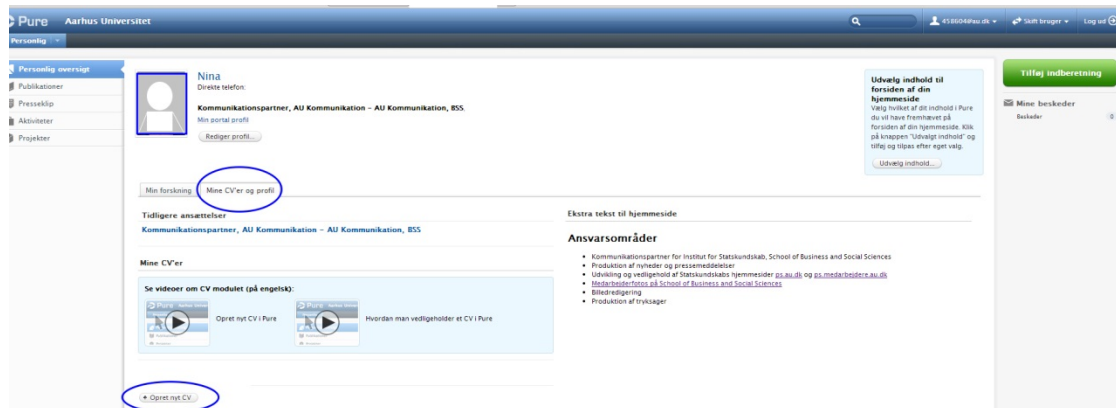 Pure Aarhus Universitet
458604@au.dk
Skift bruger
Log ud
Personlig
Personlig oversigt
Publikationer
Presseklip
Aktiviteter
Projekter
Nina
Direkte telefon:
Kommunikationspartner, AU Kommunikation - AU Kommunikation, BSS.
Min portal profil
Rediger profil...
Udvælg indhold til
forsiden af din
hjemmeside
Vælg hvilket af dit indhold i Pure
du vil have fremhævet på
forsiden af din hjemmeside. Klik
på knappen "Udvalgt indhold" og
tilføj og tilpas efter eget valg.
Udvælg indhold...
Tilføj indberetning
Mine beskeder
Beskeder 0
Min forskning
Mine CV'er og profil
Tidligere ansættelser
Kommunikationspartner, AU Kommunikation - AU Kommunikation, BSS
Mine CV'er
Se videoer om CV modulet (på engelsk):
Opret nyt CV i Pure
Hvordan man vedligeholder et CV i Pure
+ Opret nyt CV
Ekstra tekst til hjemmeside
Ansvarsområder
Kommunikationspartner for Institut for Statskundskab, School of Business and Social Sciences
Produktion af nyheder og pressemeddelelser
Udvikling og vedligehold af Statskundskabs hjemmesider ps.au.dk og ps.medarbejdere.au.dk
Medarbejderfotos på School of Business and Social Sciences
Billedredigering
Produktion af tryksager